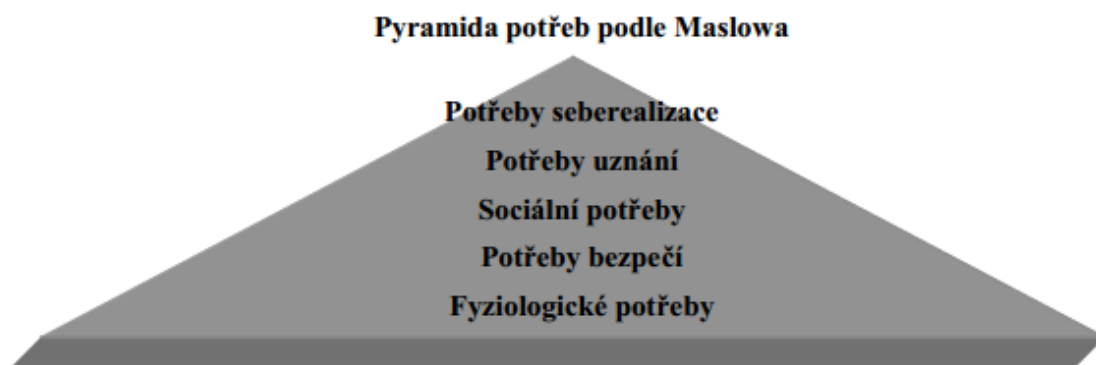 Pyramida potřeb podle Maslowa
Potřeby seberealizace
Potřeby uznání
Sociální potřeby
Potřeby bezpečí
Fyziologické potřeby